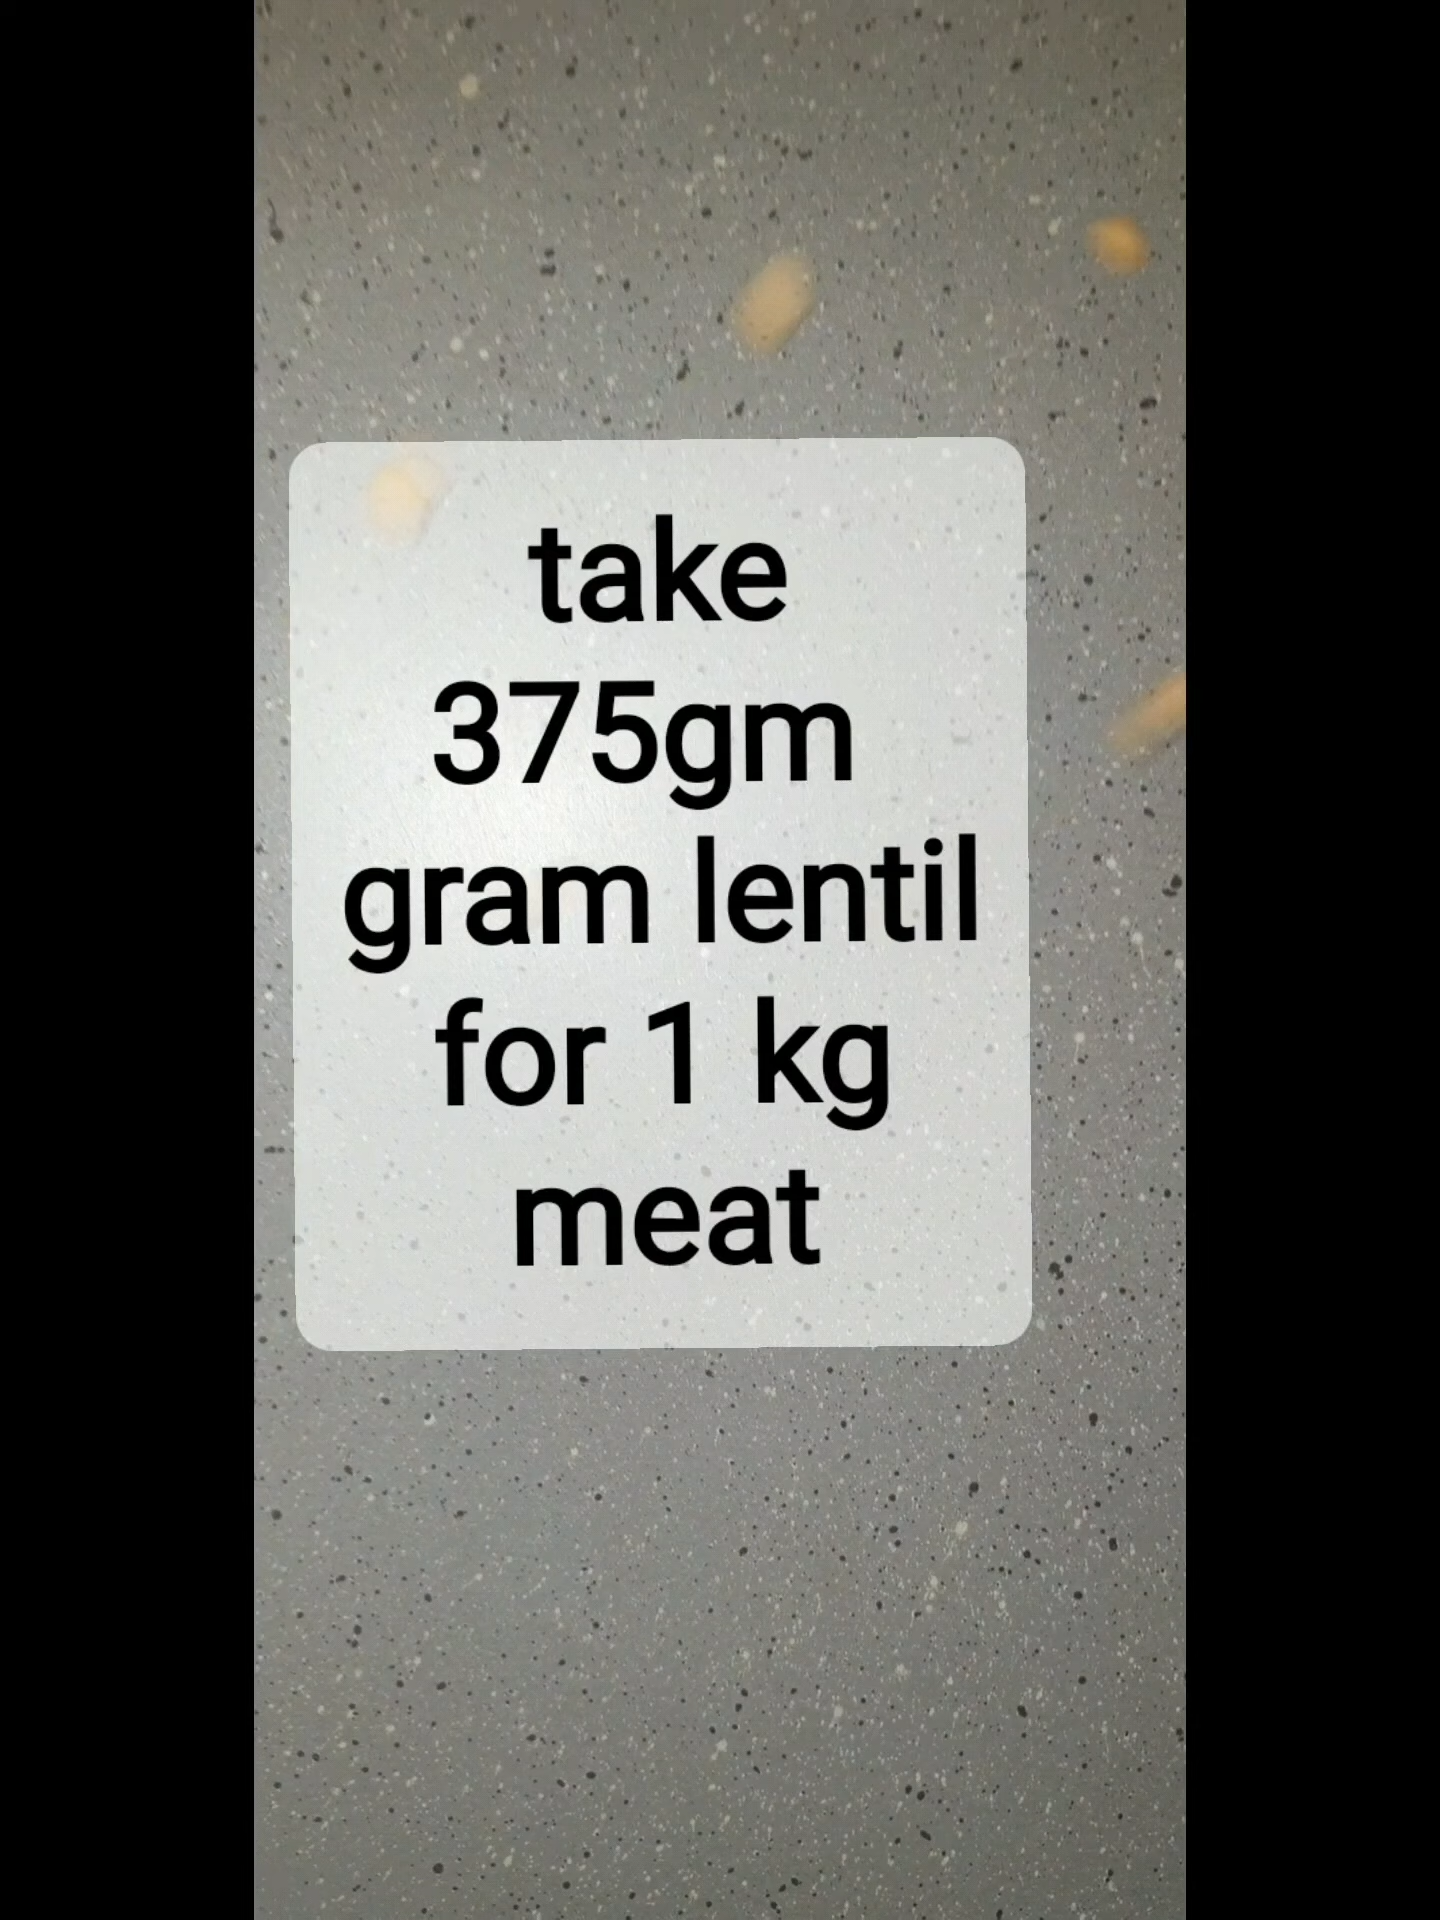 take
375gm
gram lentil
for 1 kg
meat